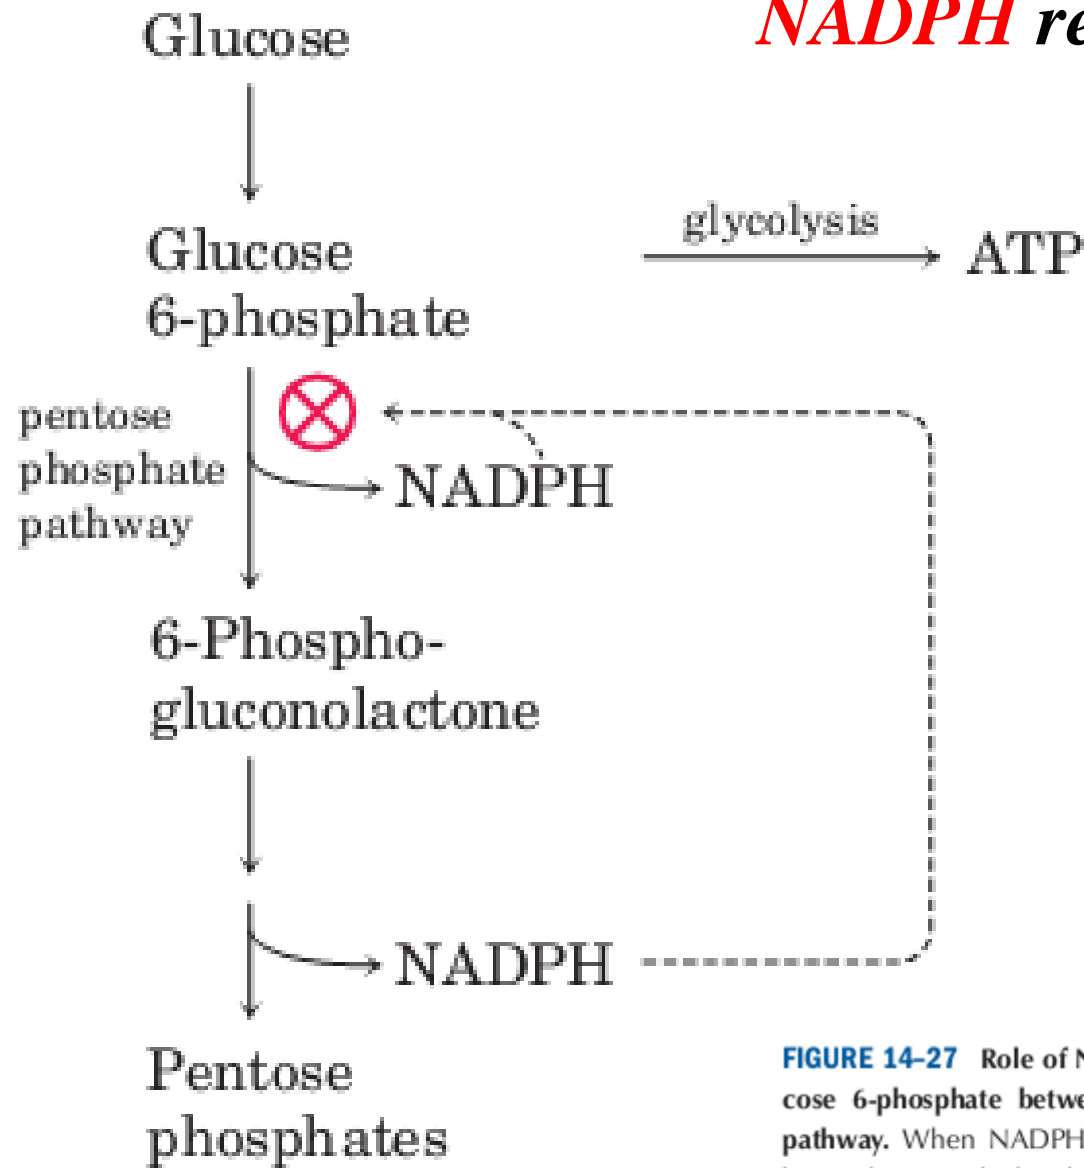 Glucose
NADPH re
Glucose
6-phosphate
glycolysis
ATP
pentose
phosphate
pathway
NADPH
6-Phospho-
gluconolactone
NADPH
Pentose
phosphates
FIGURE 14–27 Role of N
cose 6-phosphate betwe
pathway. When NADPH